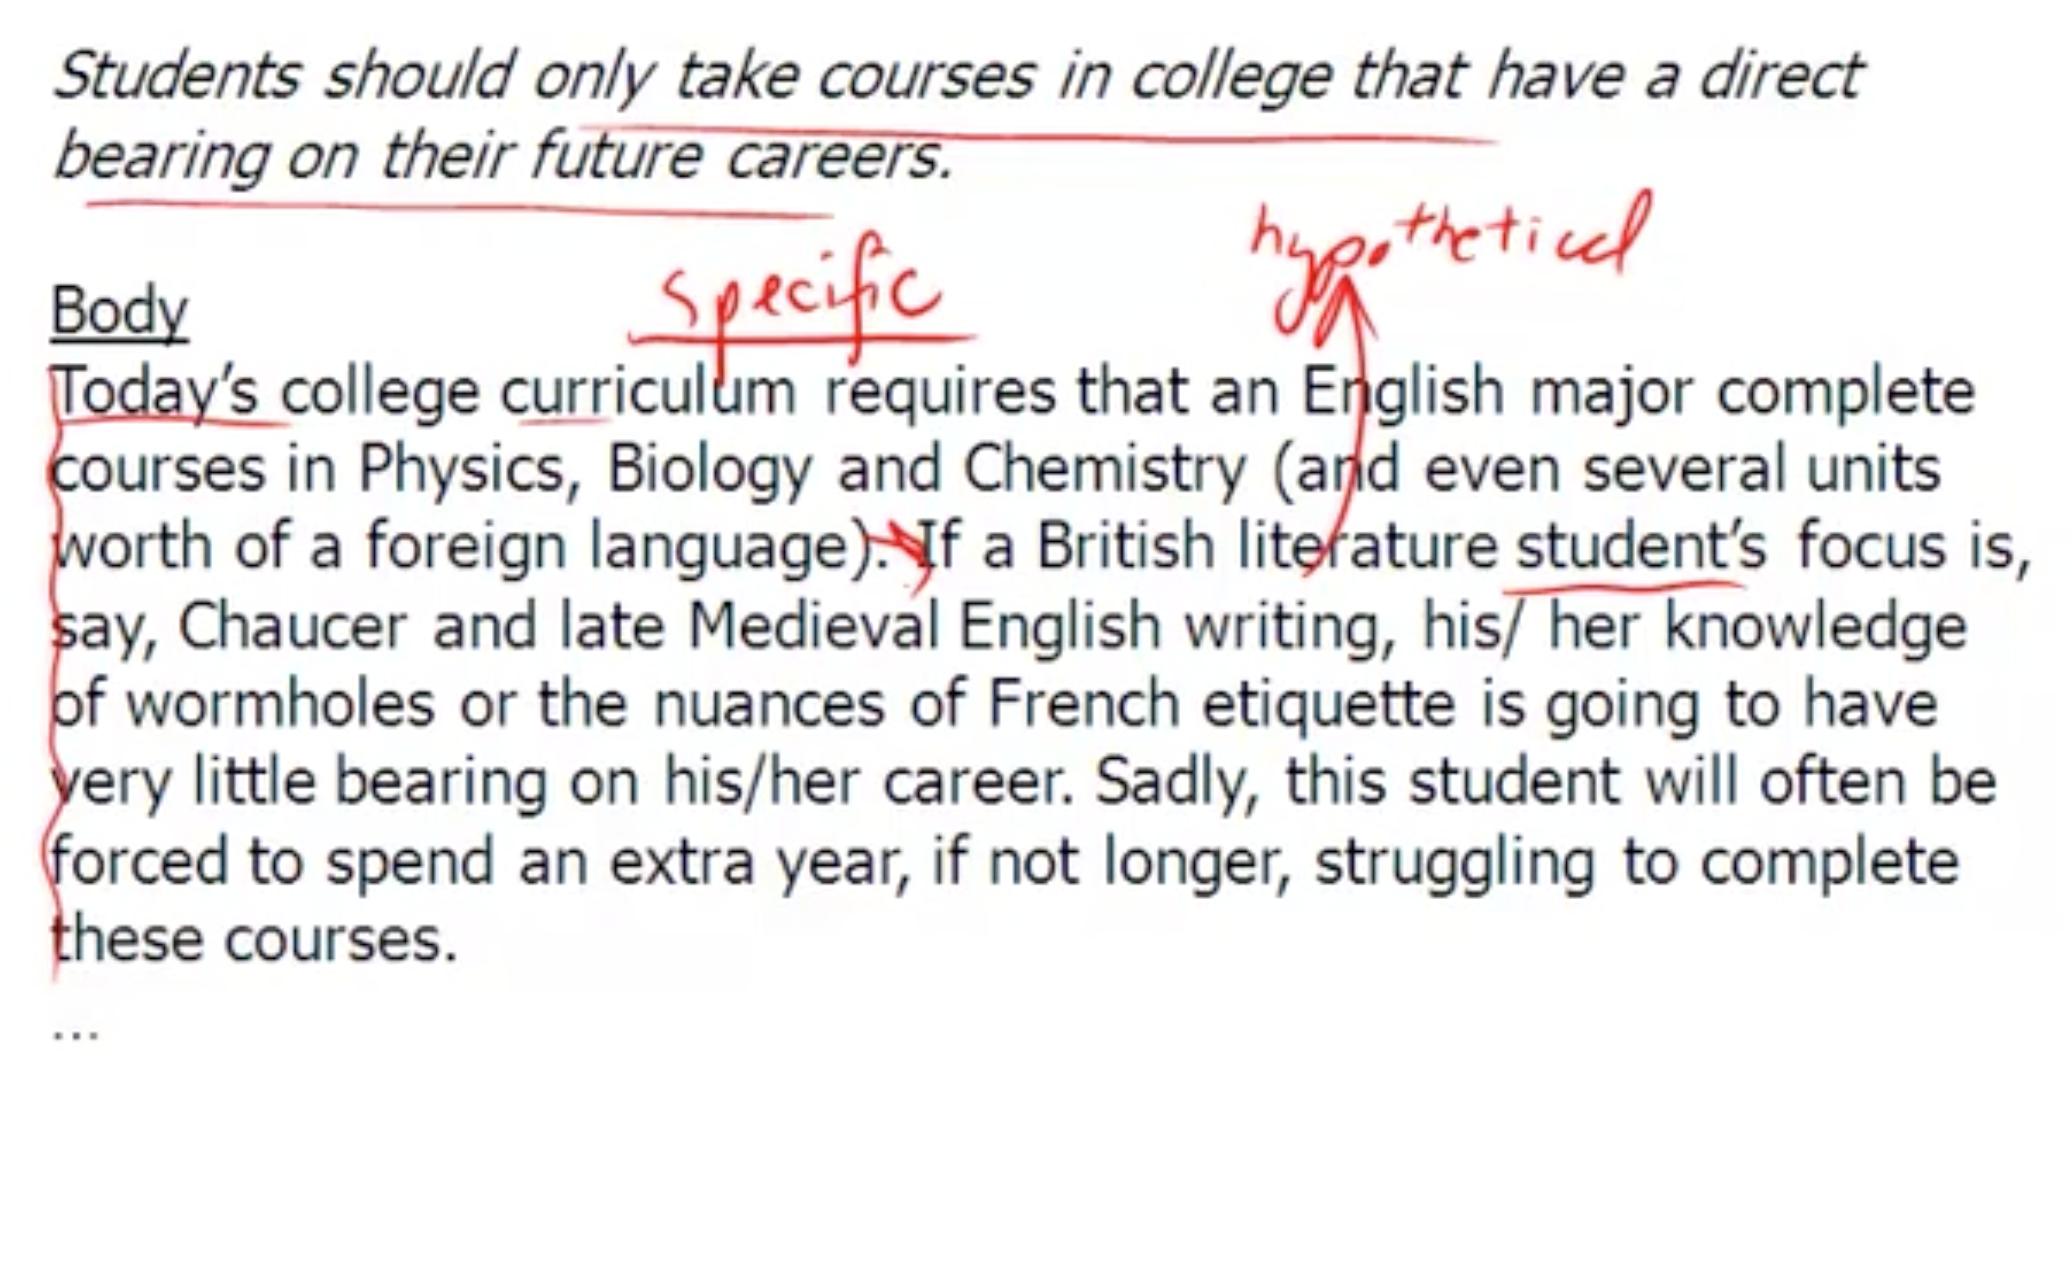 Students should only take courses in college that have a direct
bearing on their future careers.
hypothetical
specific
Body
Today's college curriculum requires that an English major complete
courses in Physics, Biology and Chemistry (and even several units
worth of a foreign language). If a British literature student's focus is,
say, Chaucer and late Medieval English writing, his/ her knowledge
of wormholes or the nuances of French etiquette is going to have
very little bearing on his/her career. Sadly, this student will often be
forced to spend an extra year, if not longer, struggling to complete
these courses.
...